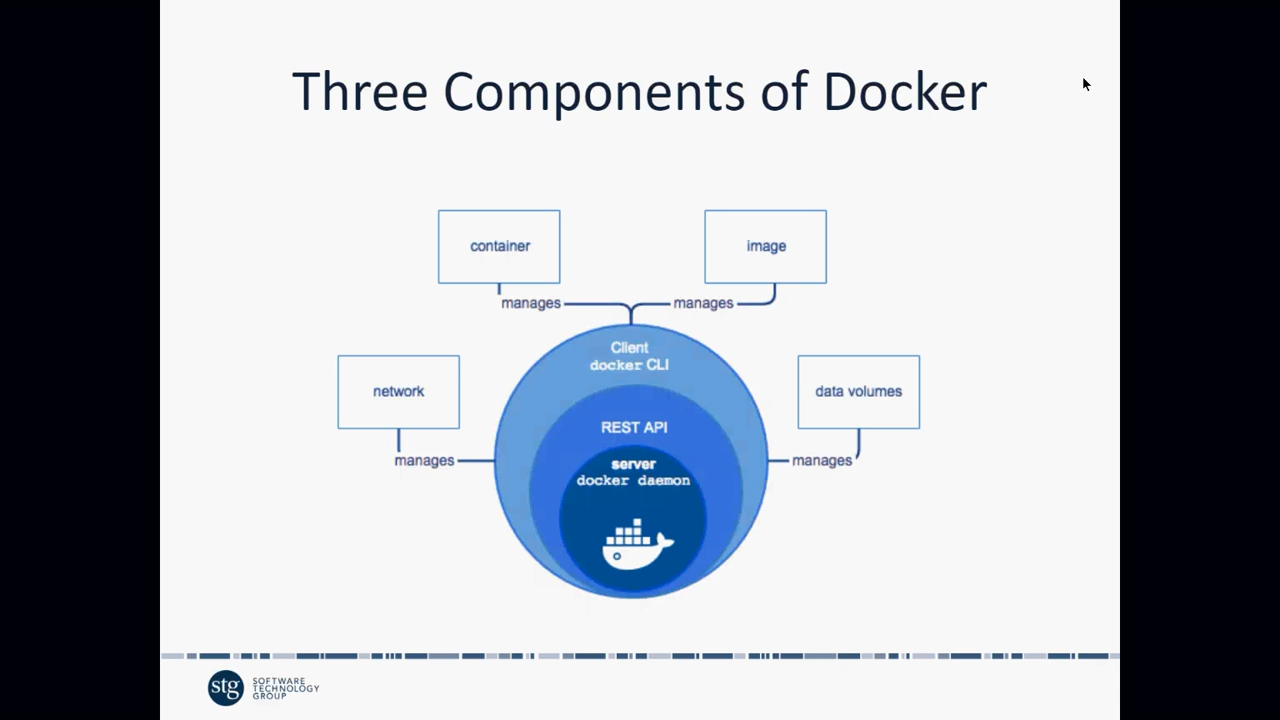 Three Components of Docker
container
image
manages
manages
Client
docker CLI
network
data volumes
REST API
manages
manages
server
docker daemon
stg
SOFTWARE
TECHNOLOGY
GROUP